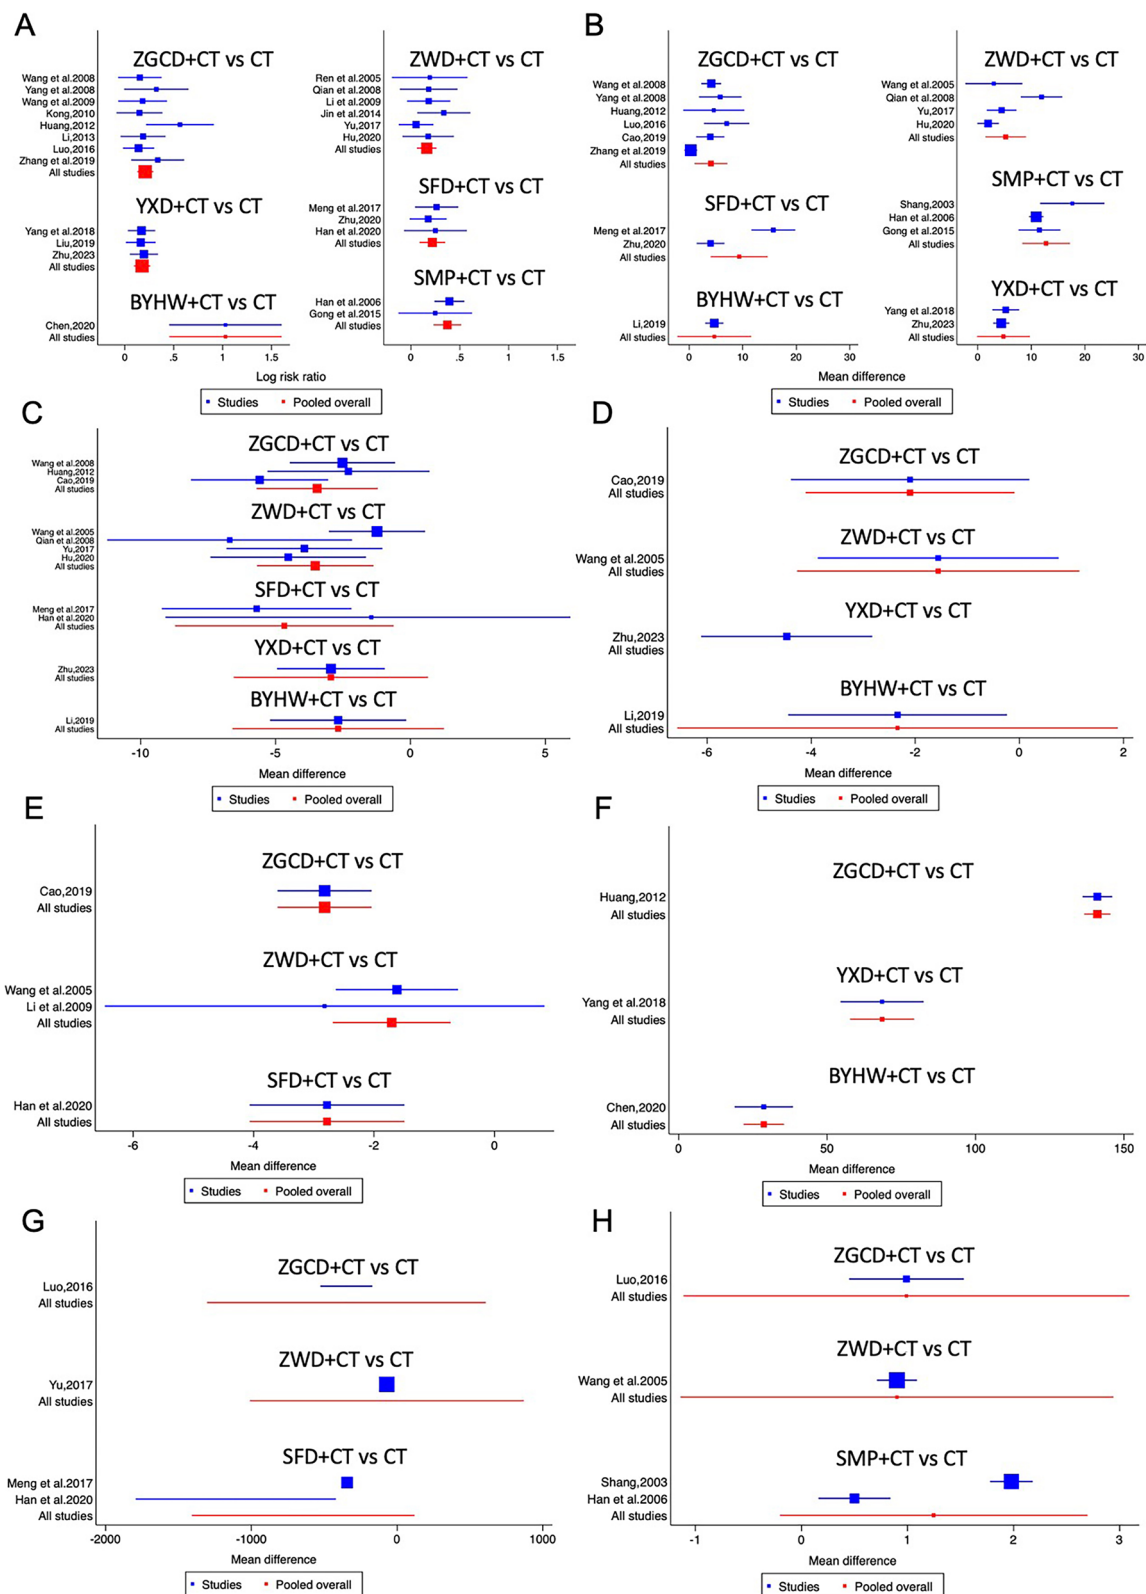 A
ZGCD+CT vs CT
Wang et al.2008
Yang et al.2008
Wang et al.2009
Kong,2010
Huang,2012
Li,2013
Luo,2016
Zhang et al.2019
All studies
YXD+CT vs CT
Yang et al.2018
Liu,2019
Zhu,2023
All studies
BYHW+CT vs CT
Chen,2020
All studies
0 .5 1 1.5
ZWD+CT vs CT
Ren et al.2005
Qian et al.2008
Li et al.2009
Jin et al.2014
Yu,2017
Hu,2020
All studies
SFD+CT vs CT
Meng et al.2017
Zhu,2020
Han et al.2020
All studies
SMP+CT vs CT
Han et al.2006
Gong et al.2015
All studies
0 .5 1 1.5
Log risk ratio
Studies Pooled overall
B
ZGCD+CT vs CT
Wang et al.2008
Yang et al.2008
Huang,2012
Luo,2016
Cao,2019
Zhang et al.2019
All studies
SFD+CT vs CT
Meng et al.2017
Zhu,2020
All studies
BYHW+CT vs CT
Li,2019
All studies
0 10 20 30
ZWD+CT vs CT
Wang et al.2005
Qian et al.2008
Yu,2017
Hu,2020
All studies
SMP+CT vs CT
Shang,2003
Han et al.2006
Gong et al.2015
All studies
YXD+CT vs CT
Yang et al.2018
Zhu,2023
All studies
0 10 20 30
Mean difference
Studies Pooled overall
C
ZGCD+CT vs CT
Wang et al.2008
Huang,2012
Cao,2019
All studies
ZWD+CT vs CT
Wang et al.2005
Qian et al.2008
Yu,2017
Hu,2020
All studies
SFD+CT vs CT
Meng et al.2017
Han et al.2020
All studies
YXD+CT vs CT
Zhu,2023
All studies
BYHW+CT vs CT
Li,2019
All studies
-10 -5 0 5
Mean difference
Studies Pooled overall
D
ZGCD+CT vs CT
Cao,2019
All studies
ZWD+CT vs CT
Wang et al.2005
All studies
YXD+CT vs CT
Zhu,2023
All studies
BYHW+CT vs CT
Li,2019
All studies
-6 -4 -2 0 2
Mean difference
Studies Pooled overall
E
ZGCD+CT vs CT
Cao,2019
All studies
ZWD+CT vs CT
Wang et al.2005
Li et al.2009
All studies
SFD+CT vs CT
Han et al.2020
All studies
-6 -4 -2 0
Mean difference
Studies Pooled overall
F
ZGCD+CT vs CT
Huang,2012
All studies
YXD+CT vs CT
Yang et al.2018
All studies
BYHW+CT vs CT
Chen,2020
All studies
0 50 100 150
Mean difference
Studies Pooled overall
G
ZGCD+CT vs CT
Luo,2016
All studies
ZWD+CT vs CT
Yu,2017
All studies
SFD+CT vs CT
Meng et al.2017
Han et al.2020
All studies
-2000 -1000 0 1000
Mean difference
Studies Pooled overall
H
ZGCD+CT vs CT
Luo,2016
All studies
ZWD+CT vs CT
Wang et al.2005
All studies
SMP+CT vs CT
Shang,2003
Han et al.2006
All studies
-1 0 1 2 3
Mean difference
Studies Pooled overall